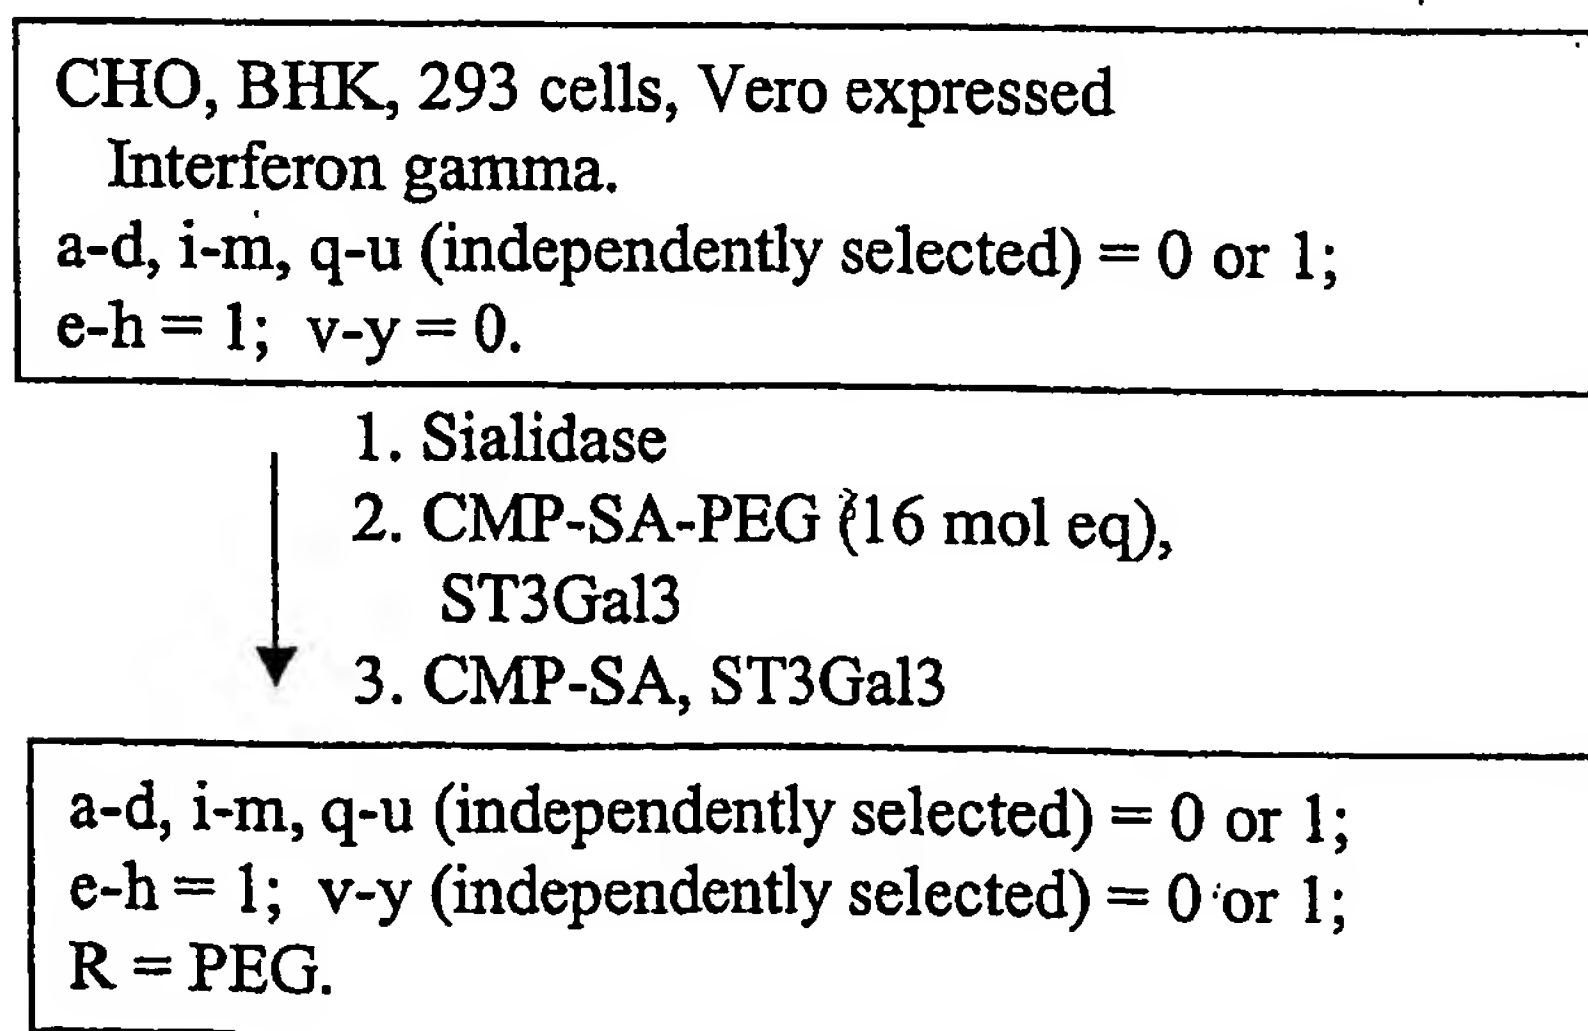 CHO, BHK, 293 cells, Vero expressed
Interferon gamma.
a-d, i-m, q-u (independently selected) = 0 or 1;
e-h = 1; v-y = 0.
1. Sialidase
2. CMP-SA-PEG (16 mol eq),
ST3Gal3
3. CMP-SA, ST3Gal3
a-d, i-m, q-u (independently selected) = 0 or 1;
e-h = 1; v-y (independently selected) = 0 or 1;
R = PEG.